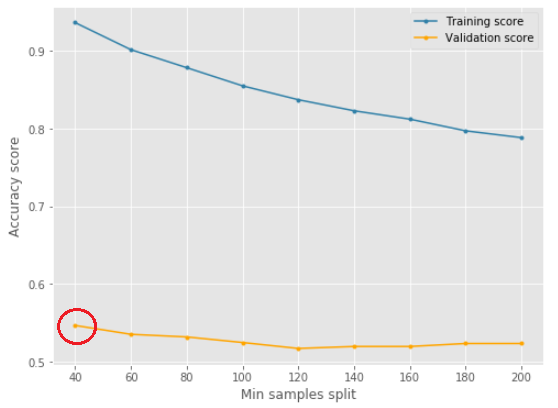 Training score
Validation score
0.9
0.8
0.7
0.6
0.5
Accuracy score
40 60 80 100 120 140 160 180 200
Min samples split